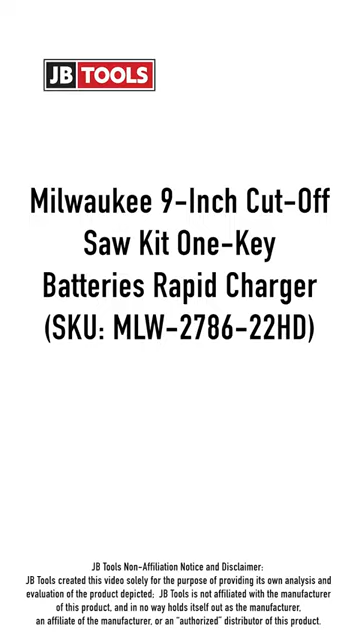 JB TOOLS
Milwaukee 9-Inch Cut-Off
Saw Kit One-Key
Batteries Rapid Charger
(SKU: MLW-2786-22HD)
JB Tools Non-Affiliation Notice and Disclaimer:
JB Tools created this video solely for the purpose of providing its own analysis and
evaluation of the product depicted; JB Tools is not affiliated with the manufacturer
of this product, and in no way holds itself out as the manufacturer,
an affiliate of the manufacturer, or an "authorized" distributor of this product.